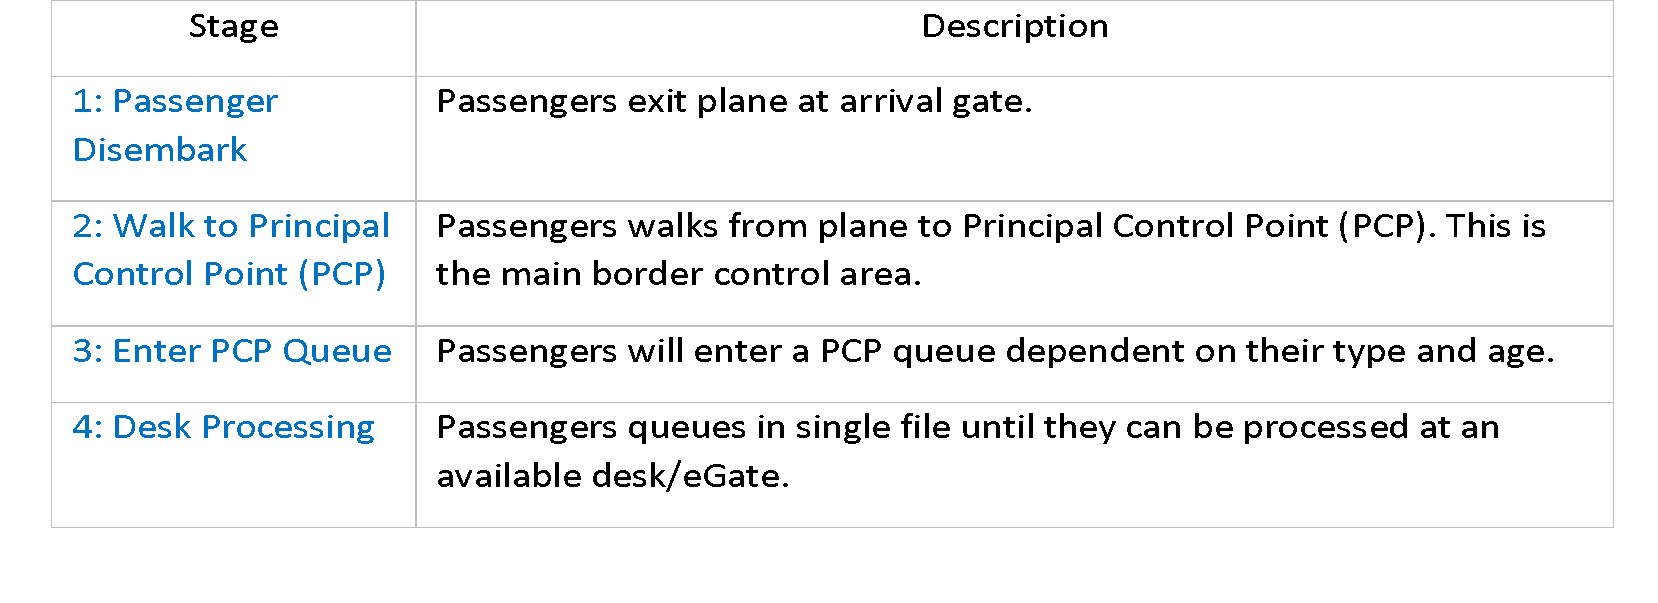 Stage
Description
1: Passenger
Disembark
Passengers exit plane at arrival gate.
2: Walk to Principal
Control Point (PCP)
Passengers walks from plane to Principal Control Point (PCP). This is
the main border control area.
3: Enter PCP Queue
Passengers will enter a PCP queue dependent on their type and age.
4: Desk Processing
Passengers queues in single file until they can be processed at an
available desk/eGate.